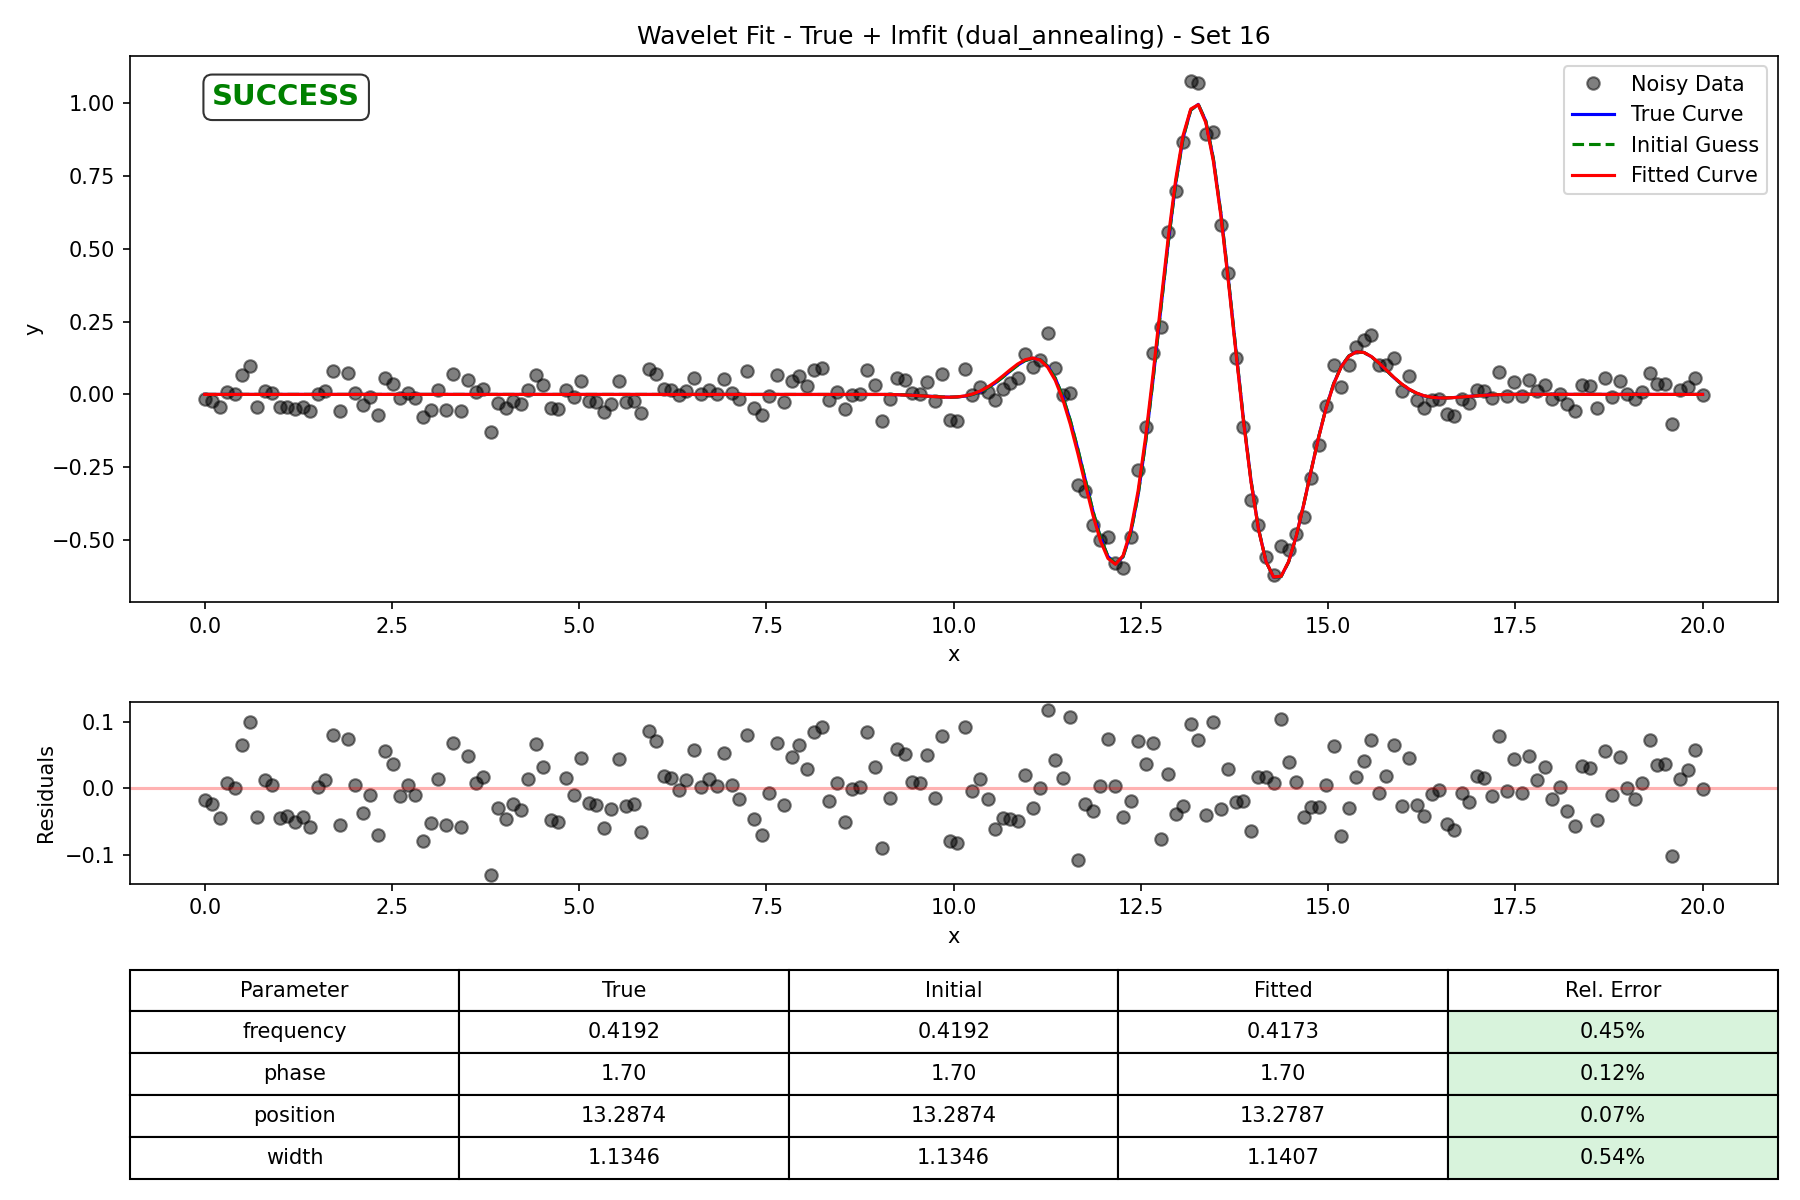 Wavelet Fit - True + lmfit (dual_annealing) - Set 16
SUCCESS
Noisy Data
True Curve
Initial Guess
Fitted Curve
1.00
0.75
0.50
0.25
0.00
−0.25
−0.50
y
0.0 2.5 5.0 7.5 10.0 12.5 15.0 17.5 20.0
x
0.1
0.0
−0.1
Residuals
0.0 2.5 5.0 7.5 10.0 12.5 15.0 17.5 20.0
x
Parameter True Initial Fitted Rel. Error
frequency 0.4192 0.4192 0.4173 0.45%
phase 1.70 1.70 1.70 0.12%
position 13.2874 13.2874 13.2787 0.07%
width 1.1346 1.1346 1.1407 0.54%